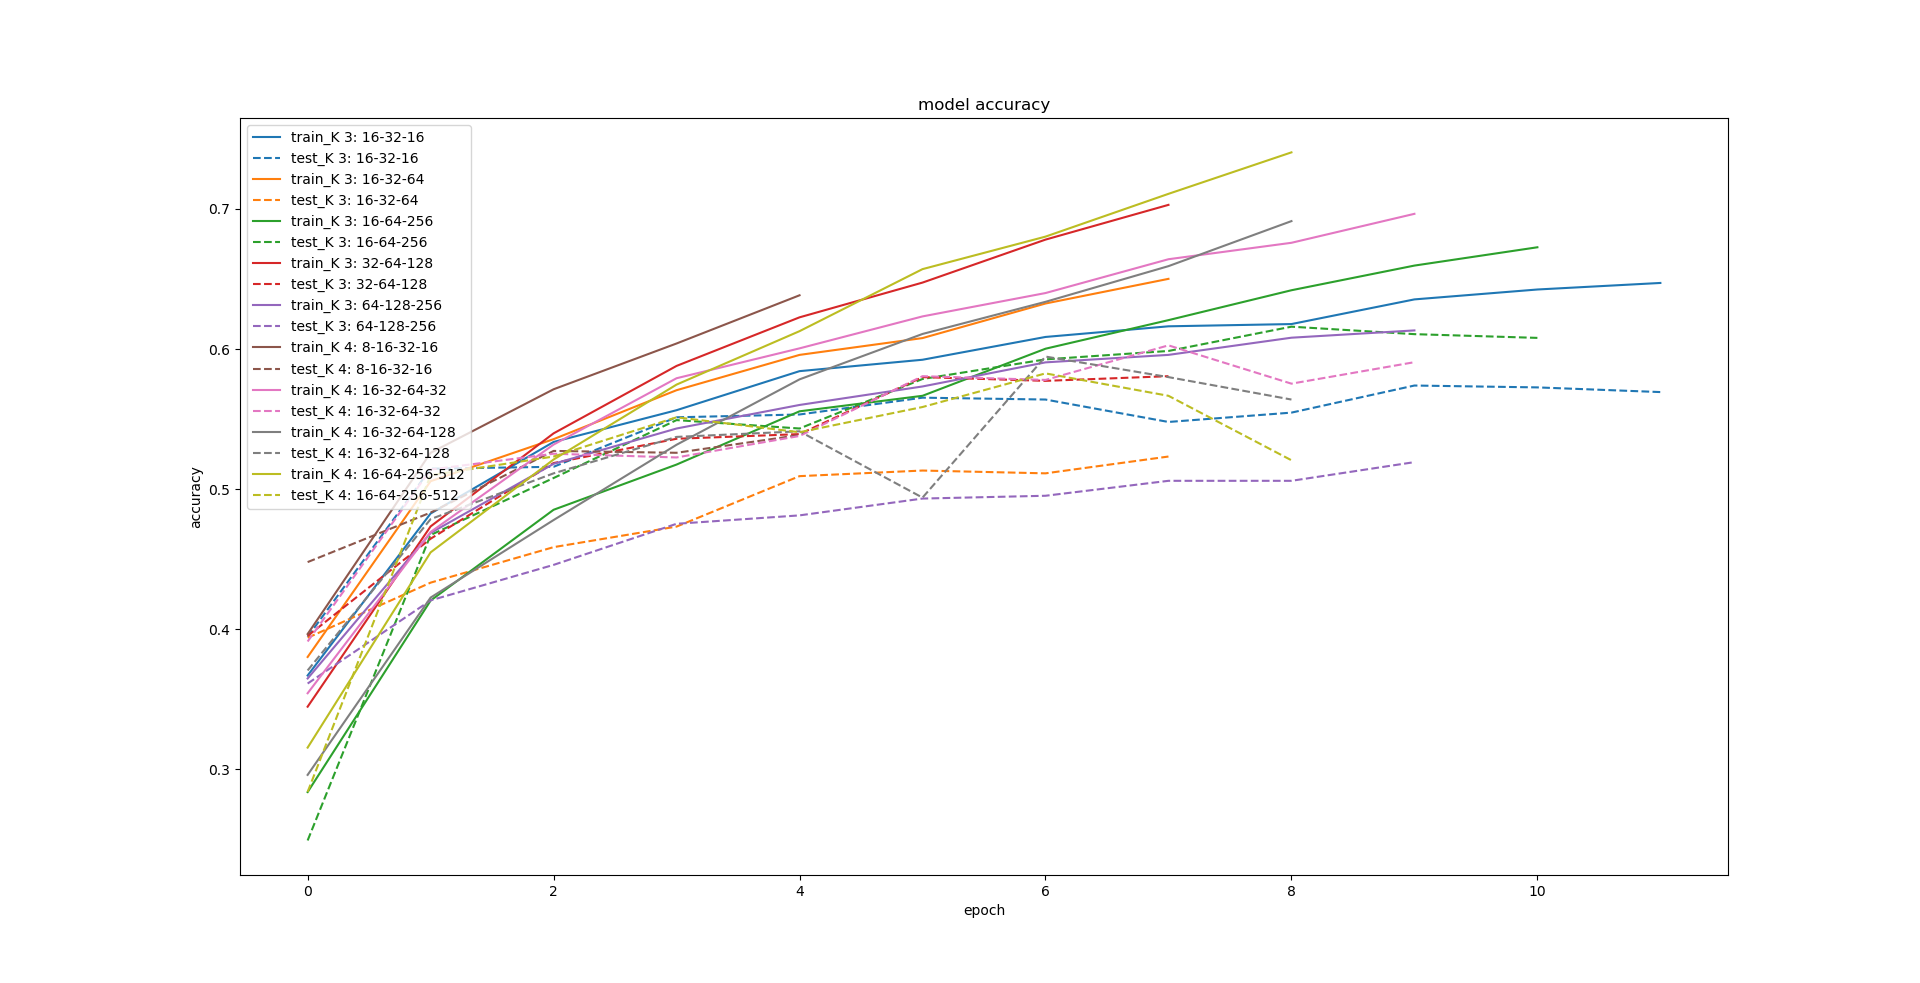 model accuracy
train_K 3: 16-32-16
test_K 3: 16-32-16
train_K 3: 16-32-64
test_K 3: 16-32-64
train_K 3: 16-64-256
test_K 3: 16-64-256
train_K 3: 32-64-128
test_K 3: 32-64-128
train_K 3: 64-128-256
test_K 3: 64-128-256
train_K 4: 8-16-32-16
test_K 4: 8-16-32-16
train_K 4: 16-32-64-32
test_K 4: 16-32-64-32
train_K 4: 16-32-64-128
test_K 4: 16-32-64-128
train_K 4: 16-64-256-512
test_K 4: 16-64-256-512
accuracy
0.7
0.6
0.5
0.4
0.3
0 2 4 6 8 10
epoch